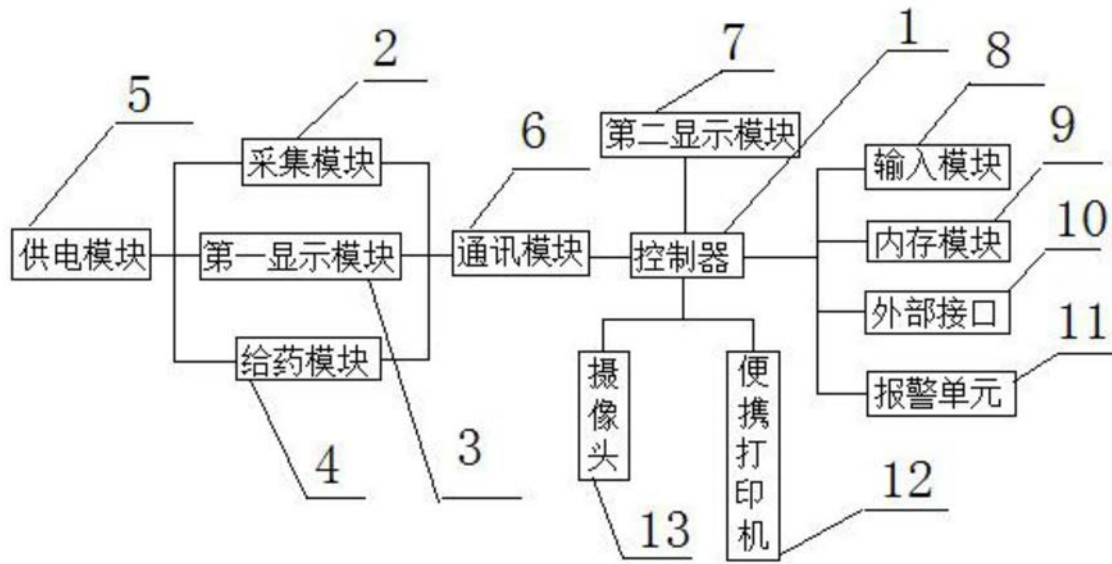 1
2
7
8
5
6
9
第二显示模块
采集模块
输入模块
10
供电模块
第一显示模块
通讯模块
控制器
内存模块
外部接口
11
给药模块
摄像头
便携打印机
报警单元
4
3
13
12